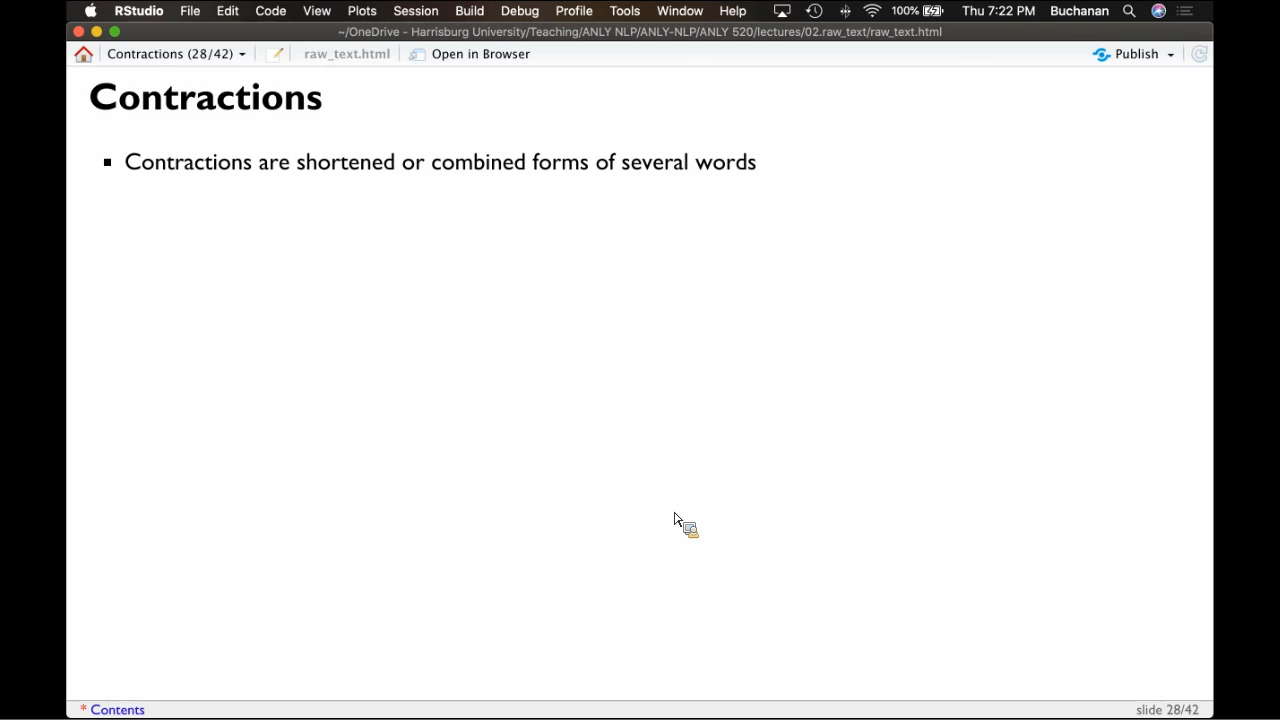 RStudio File Edit Code View Plots Session Build Debug Profile Tools Window Help 100% Thu 7:22 PM Buchanan
~/OneDrive - Harrisburg University/Teaching/ANLY NLP/ANLY-NLP/ANLY 520/lectures/02.raw_text/raw_text.html
Contractions (28/42) raw_text.html Open in Browser Publish
Contractions
Contractions are shortened or combined forms of several words
* Contents slide 28/42